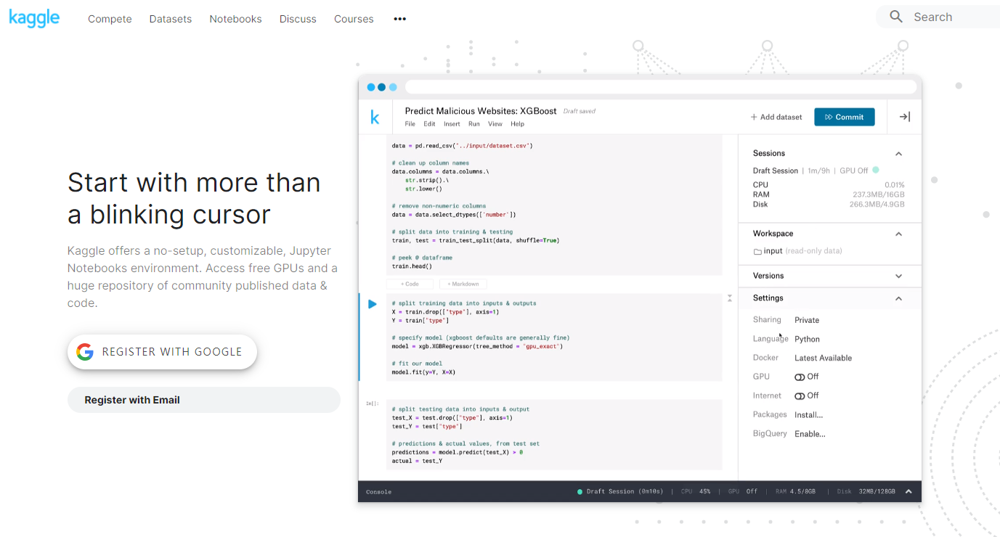 kaggle
Compete Datasets Notebooks Discuss Courses •••
Search
Start with more than
a blinking cursor
Kaggle offers a no-setup, customizable, Jupyter
Notebooks environment. Access free GPUs and a
huge repository of community published data &
code.
REGISTER WITH GOOGLE
Register with Email
k
Predict Malicious Websites: XGBoost Draft saved
File Edit Insert Run View Help
+ Add dataset
Commit
data = pd.read_csv("../input/dataset.csv")
# clean up column names
data.columns = data.columns.\
str.strip().\
str.lower()
# remove non-numeric columns
data = data.select_dtypes(['number'])
# split data into training & testing
train, test = train_test_split(data, shuffle=True)
# peek @ dataframe
train.head()
+ Code + Markdown
# split training data into inputs & outputs
X = train.drop(["type"], axis=1)
Y = train["type"]
# specify model (xgboost defaults are generally fine)
model = xgb.XGBRegressor(tree_method = "gpu_exact")
# fit our model
model.fit(y=Y, X=X)
In[]:
# split testing data into inputs & output
test_X = test.drop(["type"], axis=1)
test_Y = test["type"]
# predictions & actual values, from test set
predictions = model.predict(test_X) > 0
actual = test_Y
Sessions
Draft Session | 1m/9h | GPU Off
CPU 0.01%
RAM 237.3MB/16GB
Disk 266.3MB/4.9GB
Workspace
input (read-only data)
Versions
Settings
Sharing Private
Language Python
Docker Latest Available
GPU Off
Internet Off
Packages Install...
BigQuery Enable...
Console
Draft Session (0m10s) | CPU 45% | GPU Off | RAM 4.5/8GB | Disk 32MB/128GB